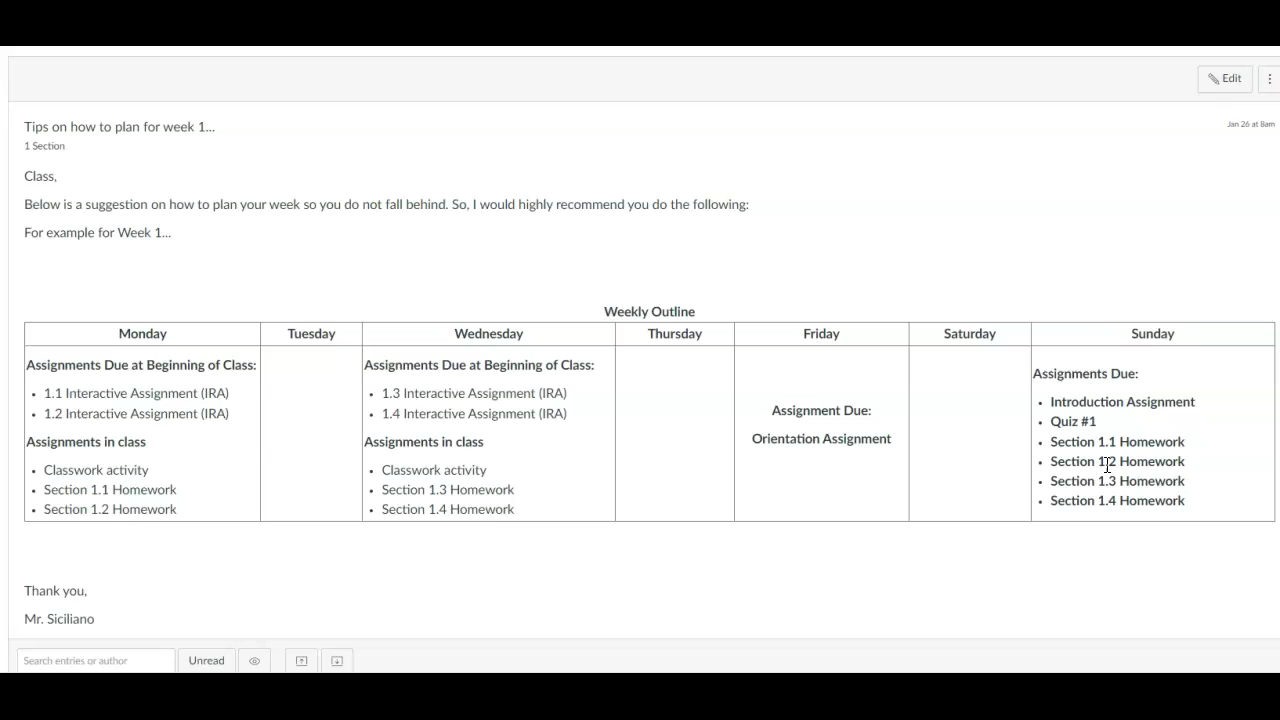 Edit
Tips on how to plan for week 1...
Jan 26 at 8am
1 Section
Class,
Below is a suggestion on how to plan your week so you do not fall behind. So, I would highly recommend you do the following:
For example for Week 1...
Weekly Outline
Monday
Tuesday
Wednesday
Thursday
Friday
Saturday
Sunday
Assignments Due at Beginning of Class:
1.1 Interactive Assignment (IRA)
1.2 Interactive Assignment (IRA)
Assignments in class
Classwork activity
Section 1.1 Homework
Section 1.2 Homework
Assignments Due at Beginning of Class:
1.3 Interactive Assignment (IRA)
1.4 Interactive Assignment (IRA)
Assignments in class
Classwork activity
Section 1.3 Homework
Section 1.4 Homework
Assignment Due:
Orientation Assignment
Assignments Due:
Introduction Assignment
Quiz #1
Section 1.1 Homework
Section 1.2 Homework
Section 1.3 Homework
Section 1.4 Homework
Thank you,
Mr. Siciliano
Search entries or author
Unread